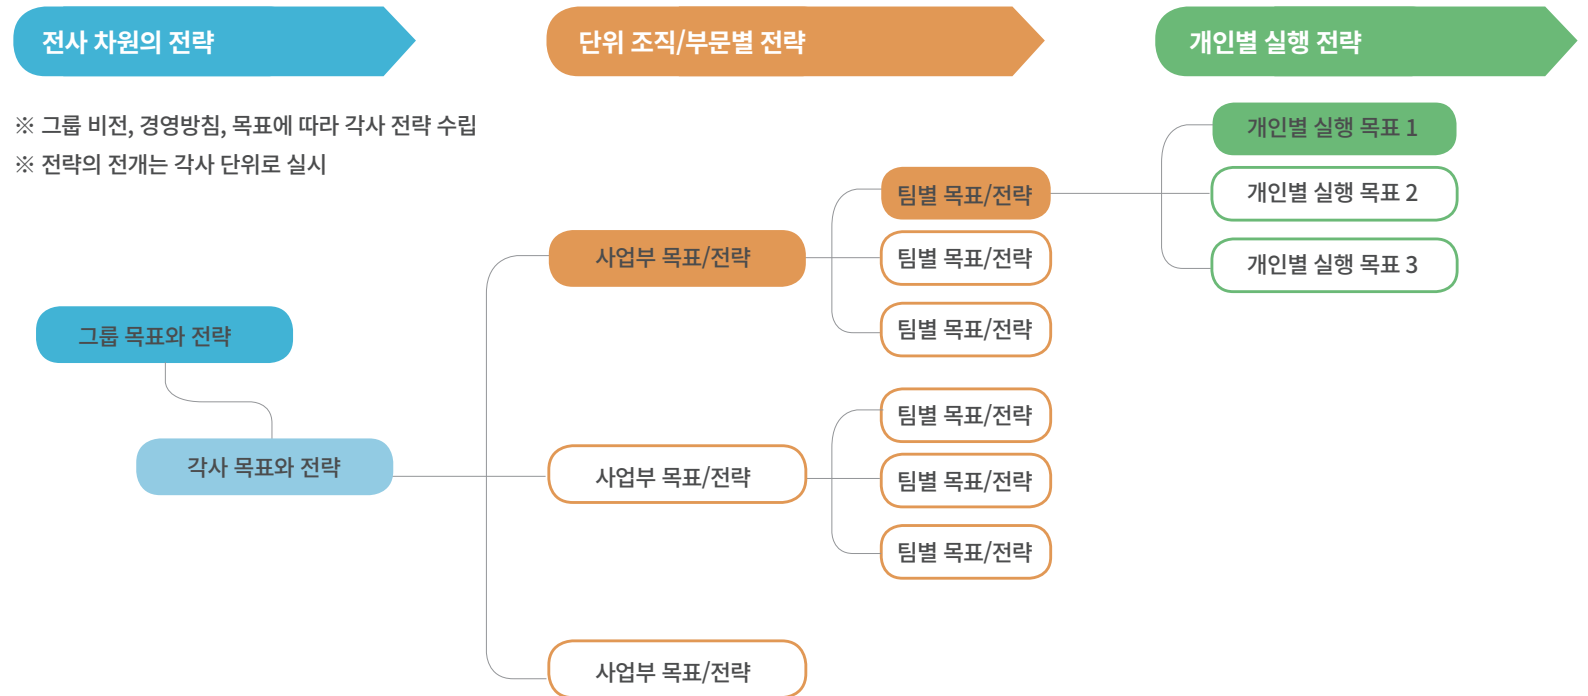 전사 차원의 전략
단위 조직/부문별 전략
개인별 실행 전략
※ 그룹 비전, 경영방침, 목표에 따라 각사 전략 수립
※ 전략의 전개는 각사 단위로 실시
그룹 목표와 전략
각사 목표와 전략
사업부 목표/전략
팀별 목표/전략
팀별 목표/전략
팀별 목표/전략
사업부 목표/전략
팀별 목표/전략
팀별 목표/전략
팀별 목표/전략
사업부 목표/전략
개인별 실행 목표 1
개인별 실행 목표 2
개인별 실행 목표 3